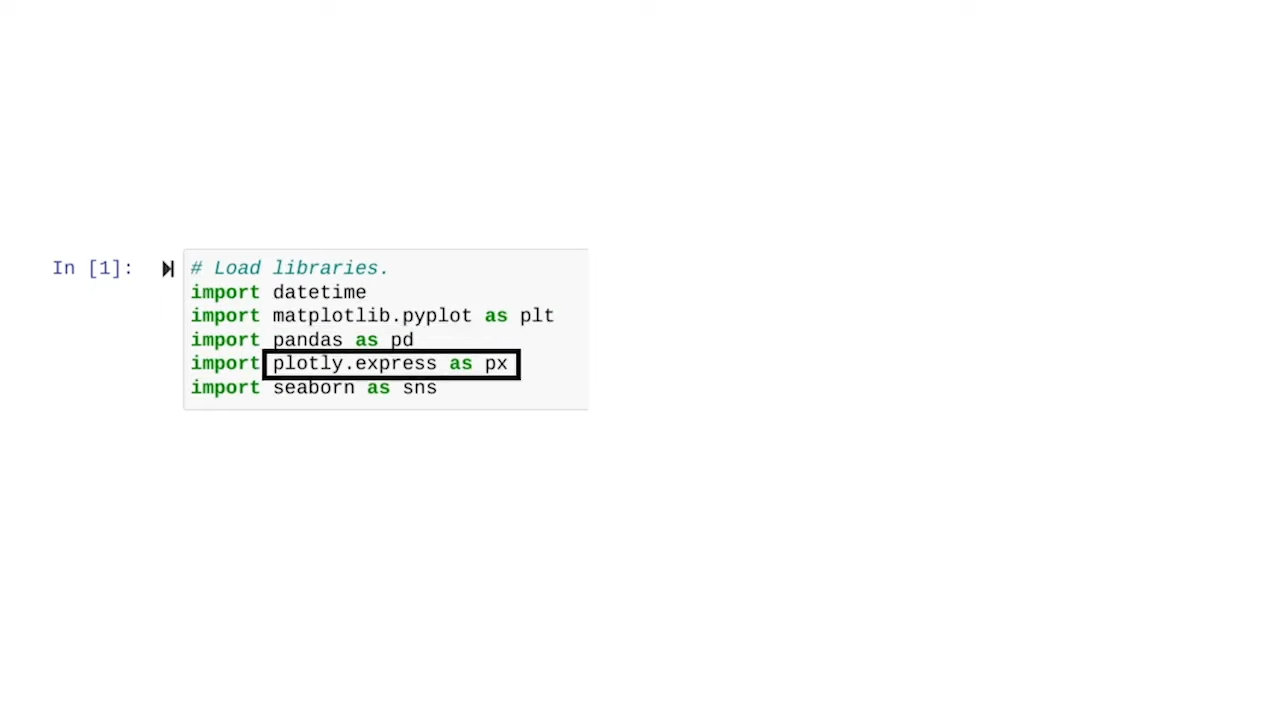 In [1]:
# Load libraries.
import datetime
import matplotlib.pyplot as plt
import pandas as pd
import plotly.express as px
import seaborn as sns